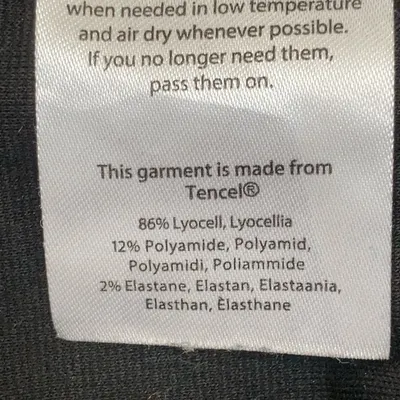 when needed in low temperature
and air dry whenever possible.
If you no longer need them,
pass them on.
This garment is made from
Tencel®
86% Lyocell, Lyocellia
12% Polyamide, Polyamid,
Polyamidi, Poliammide
2% Elastane, Elastan, Elastaania,
Elasthan, Èlasthane